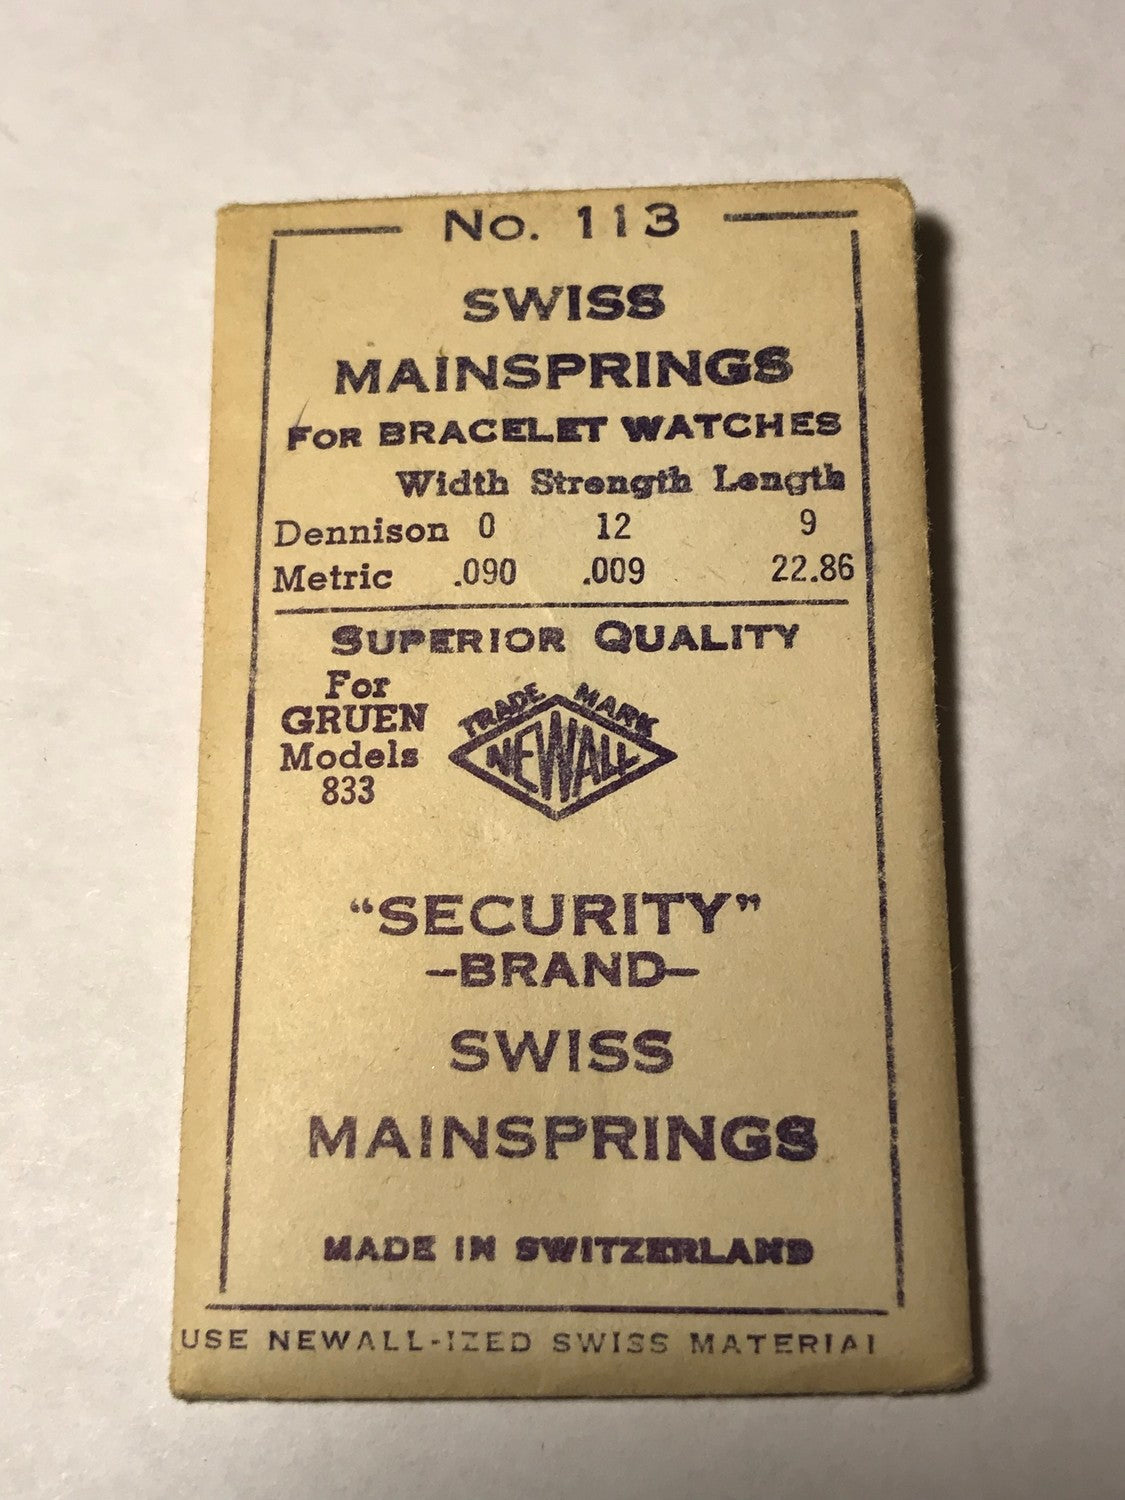 No. 113
SWISS
MAINSPRINGS
FOR BRACELET WATCHES
Width Strength Length
Dennison 0 12 9
Metric .090 .009 22.86
SUPERIOR QUALITY
For
GRUEN
Models
833
TRADE MARK
NEWALL
“SECURITY”
-BRAND-
SWISS
MAINSPRINGS
MADE IN SWITZERLAND
USE NEWALL-IZED SWISS MATERIAL